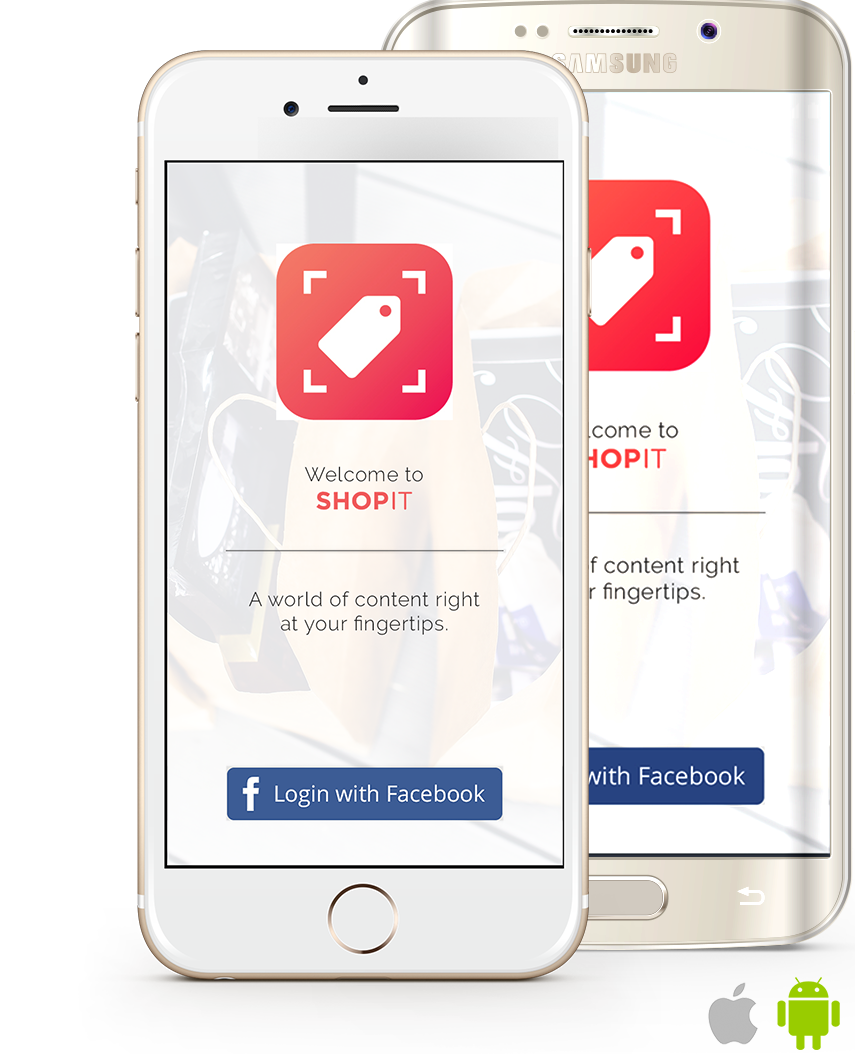 SAMSUNG
Welcome to
SHOPIT
A world of content right
at your fingertips.
f Login with Facebook
lcome to
HOPIT
f content right
r fingertips.
with Facebook